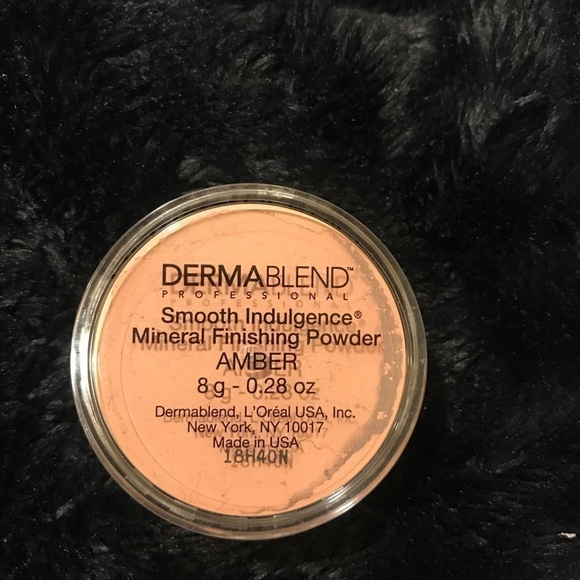 DERMABLEND™
PROFESSIONAL
Smooth Indulgence®
Mineral Finishing Powder
AMBER
8 g - 0.28 oz
Dermablend, L'Oréal USA, Inc.
New York, NY 10017
Made in USA
18H40N